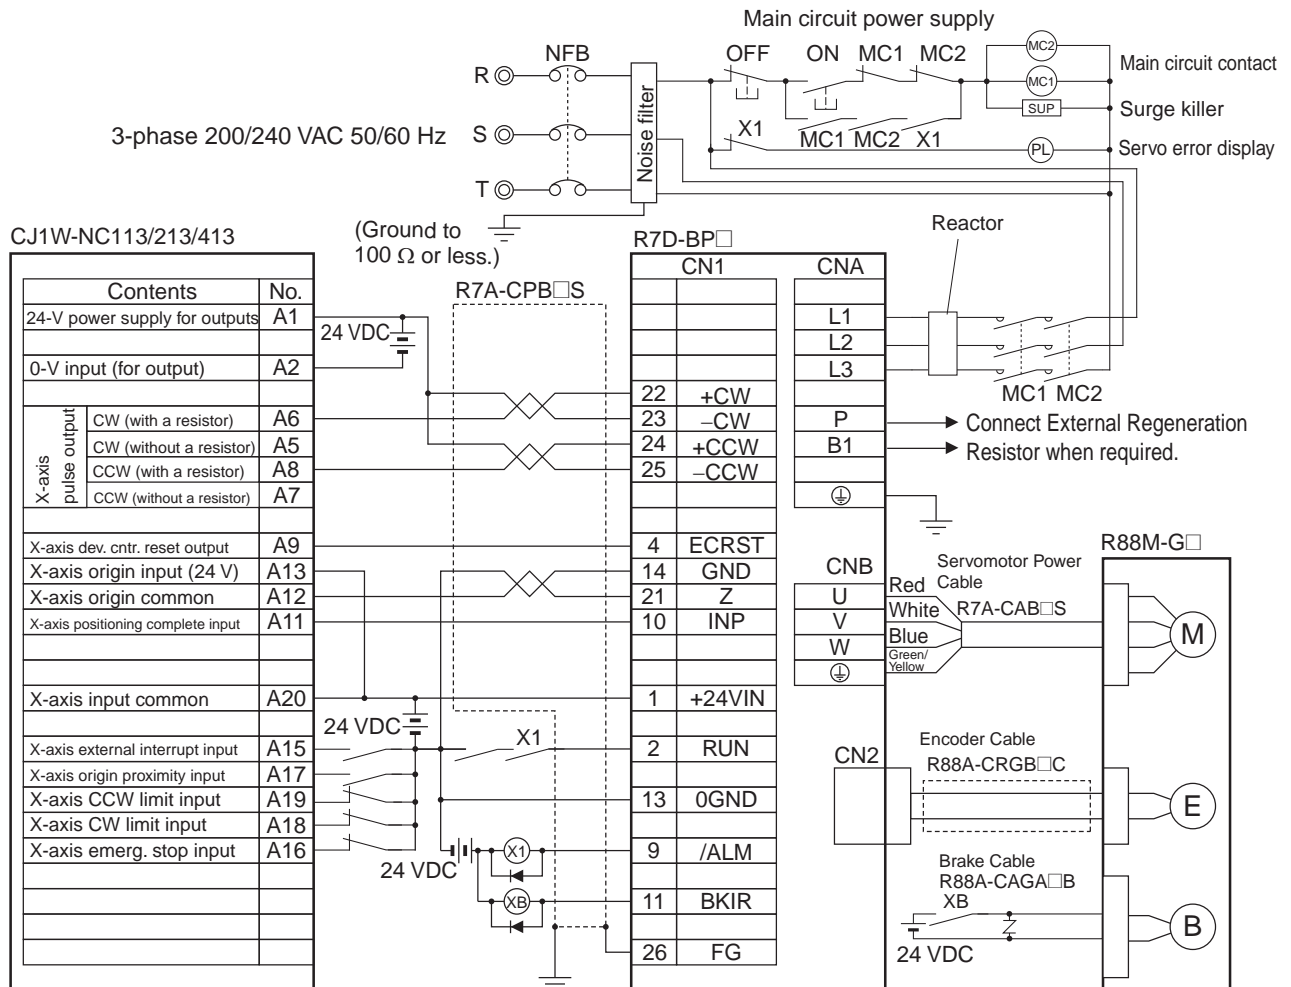 Main circuit power supply
NFB
OFF ON MC1 MC2
MC2
Main circuit contact
R
MC1
SUP
Surge killer
3-phase 200/240 VAC 50/60 Hz
S
Noise filter
X1
MC1 MC2 X1
PL
Servo error display
T
(Ground to
100 Ω or less.)
Reactor
CJ1W-NC113/213/413
R7D-BP□
CN1
CNA
Contents No.
R7A-CPB□S
24-V power supply for outputs A1
24 VDC
L1
L2
0-V input (for output) A2
L3
MC1 MC2
22 +CW
X-axis
pulse output
CW (with a resistor) A6
23 –CW
P
Connect External Regeneration
CW (without a resistor) A5
24 +CCW
B1
Resistor when required.
CCW (with a resistor) A8
25 –CCW
CCW (without a resistor) A7
X-axis dev. cntr. reset output A9
4 ECRST
R88M-G□
X-axis origin input (24 V) A13
14 GND
CNB
Servomotor Power
Cable
X-axis origin common A12
21 Z
U
Red
R7A-CAB□S
X-axis positioning complete input A11
10 INP
V
White
M
W
Blue
Green/
Yellow
X-axis input common A20
1 +24VIN
24 VDC
X-axis external interrupt input A15
X1
2 RUN
CN2
Encoder Cable
R88A-CRGB□C
X-axis origin proximity input A17
X-axis CCW limit input A19
13 0GND
E
X-axis CW limit input A18
X-axis emerg. stop input A16
24 VDC
X1
9 /ALM
Brake Cable
R88A-CAGA□B
XB
XB
11 BKIR
B
24 VDC
26 FG